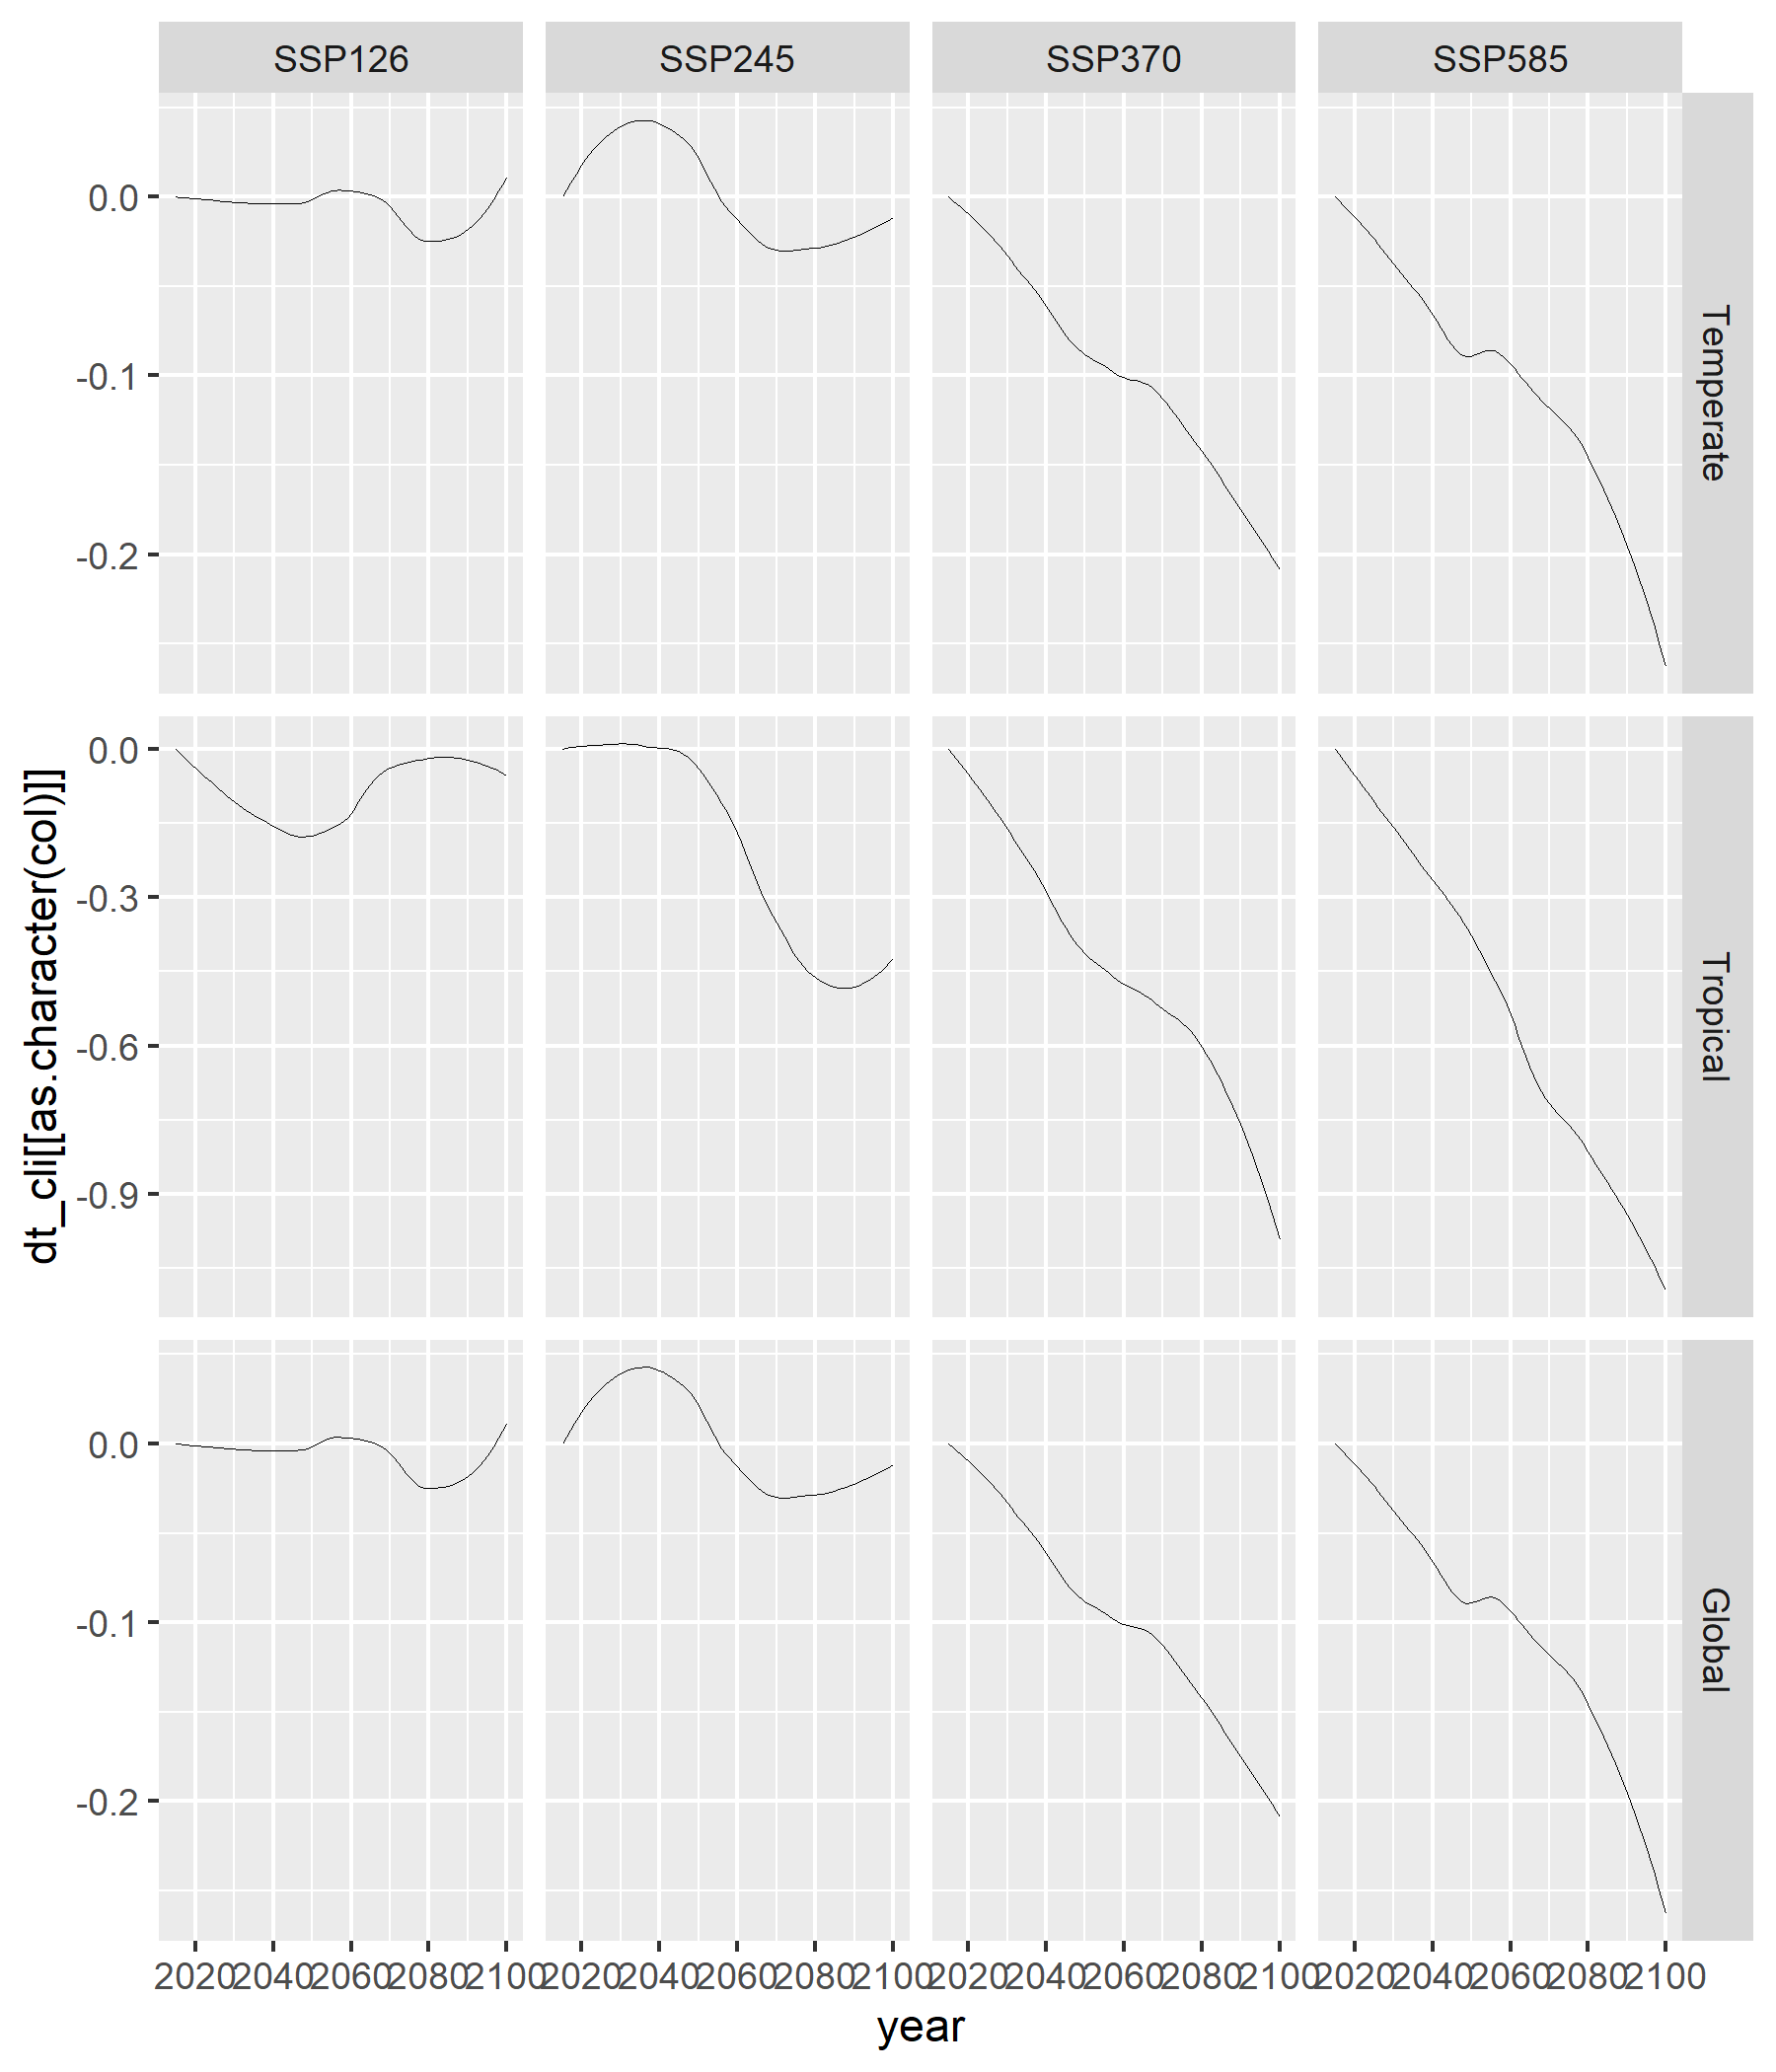 SSP126 SSP245 SSP370 SSP585
0.0
-0.1
-0.2
Temperate
0.0
-0.3
-0.6
-0.9
Tropical
0.0
-0.1
-0.2
Global
dt_cli[[as.character(col)]]
2020 2040 2060 2080 2100 2020 2040 2060 2080 2100 2020 2040 2060 2080 2100 2020 2040 2060 2080 2100
year